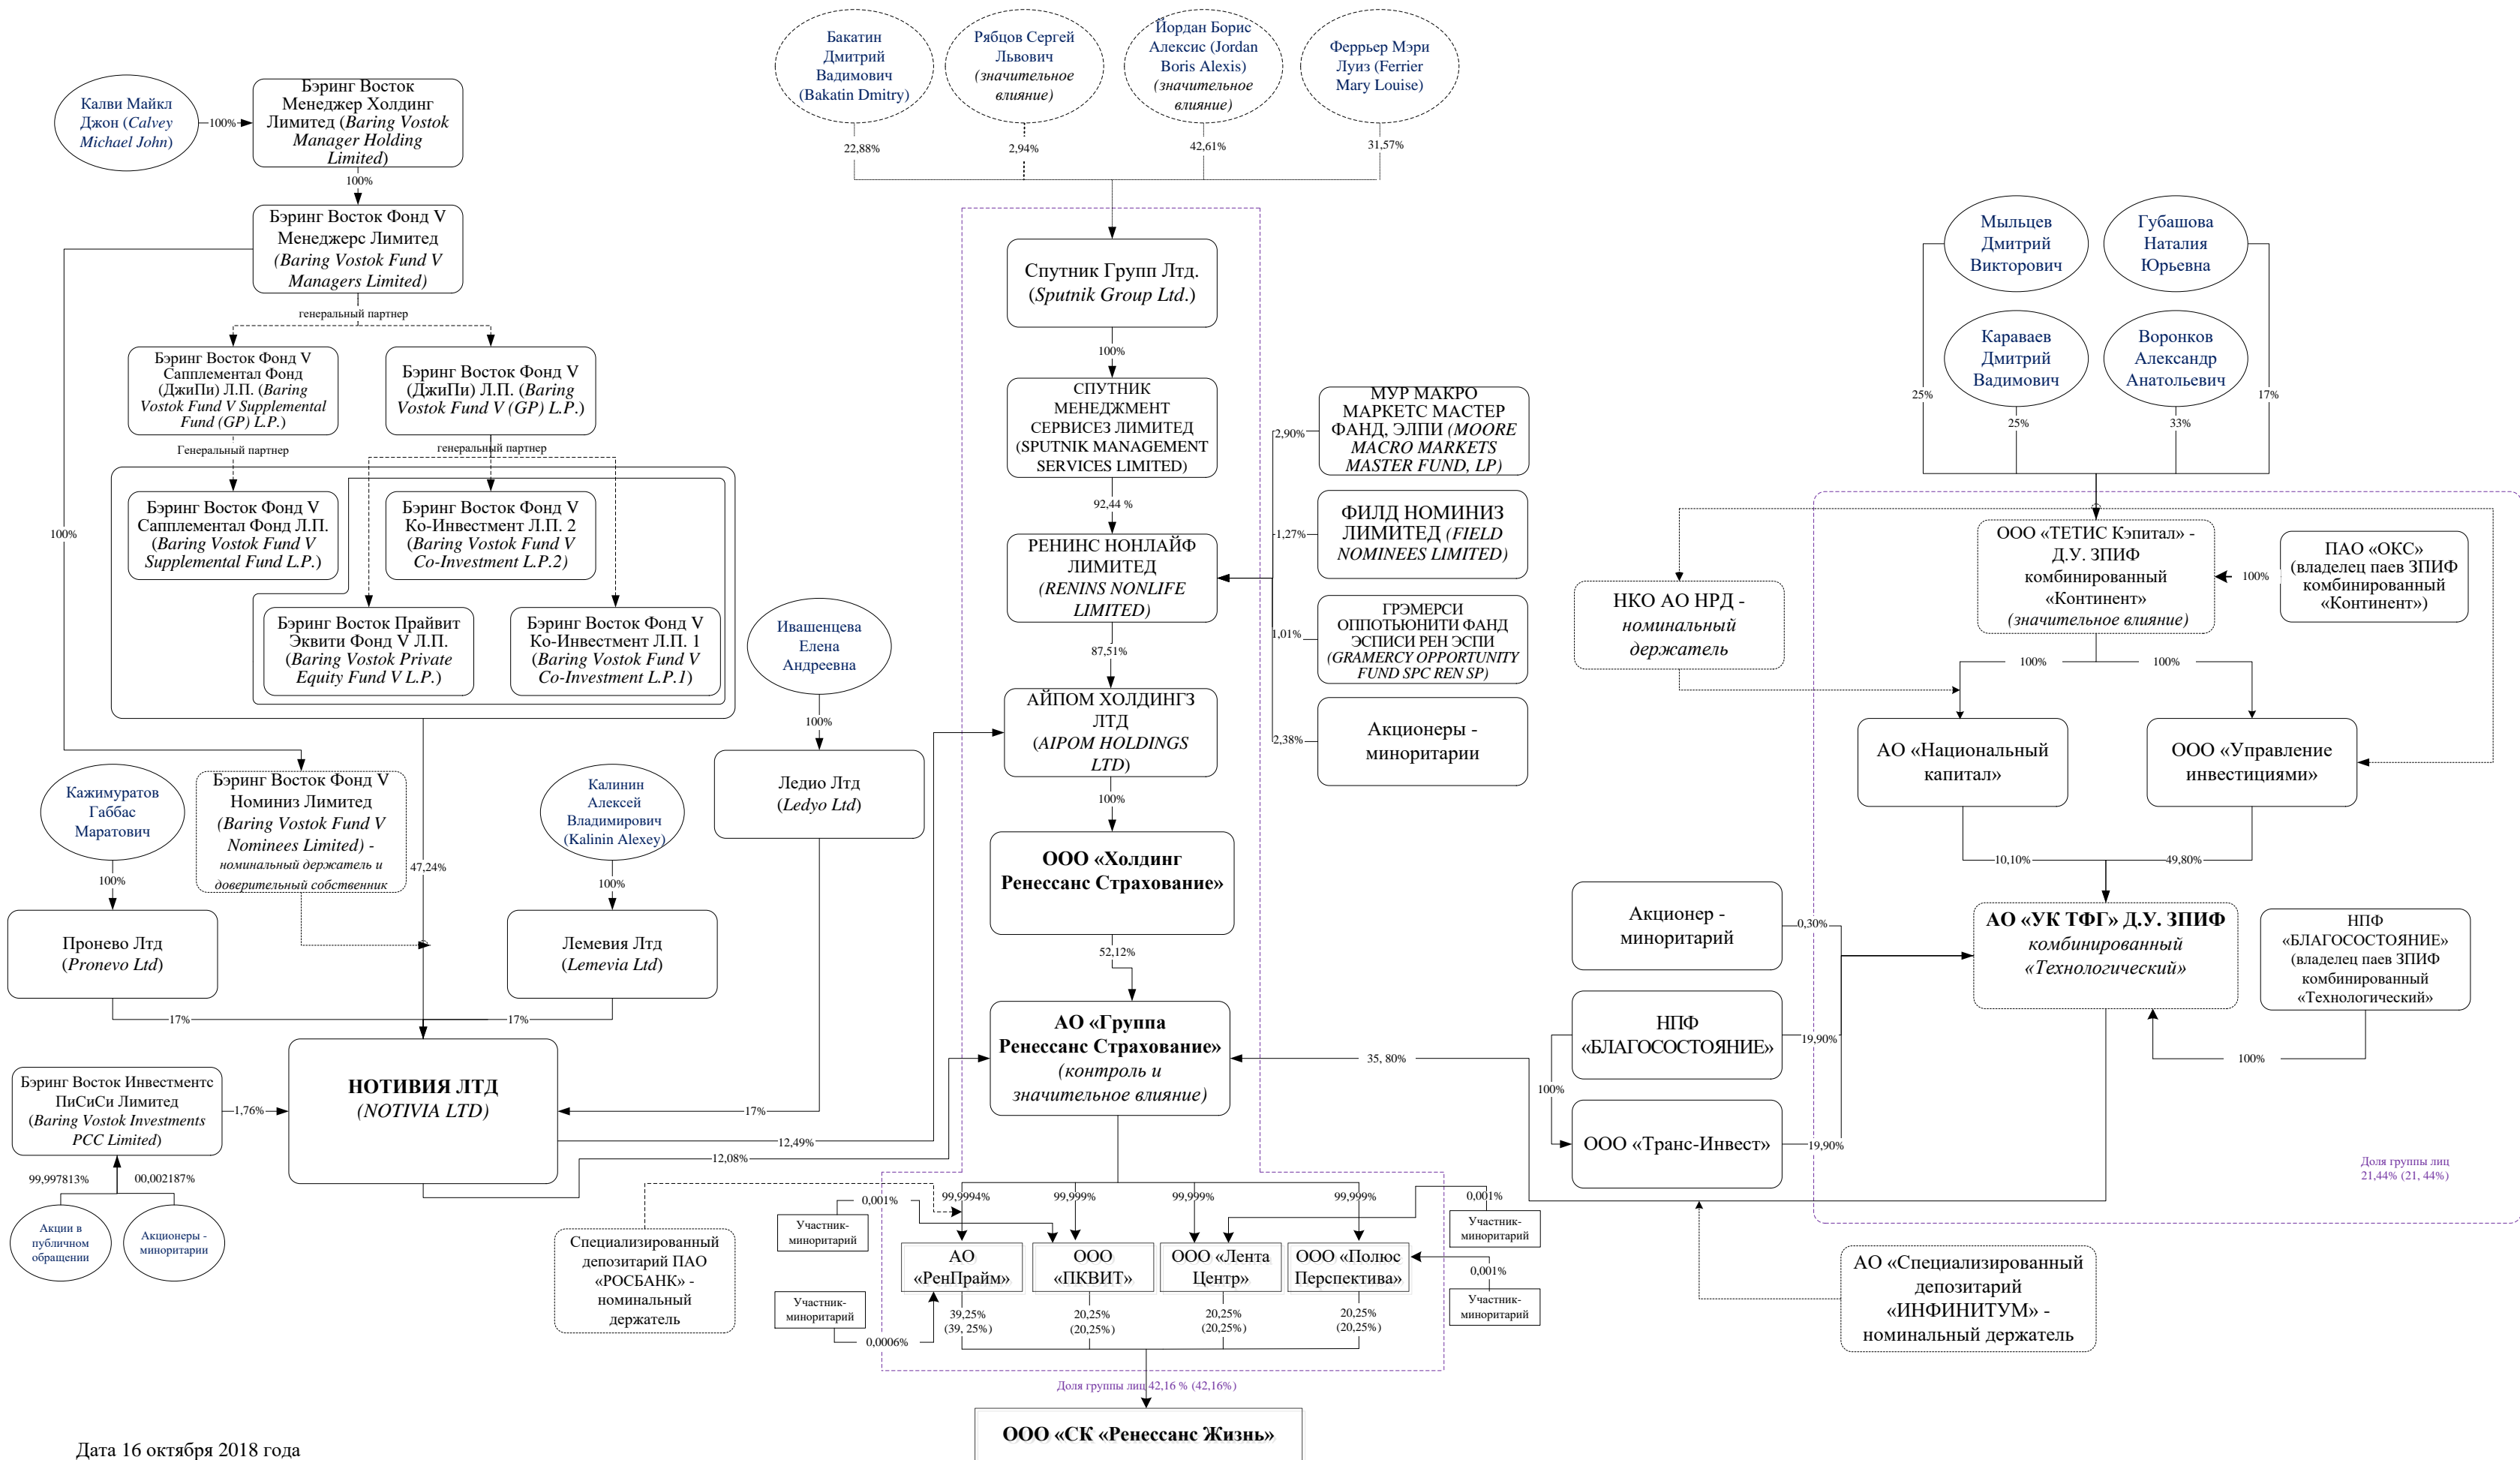 Бакатин
Дмитрий
Вадимович
(Bakatin Dmitry)
22,88%
Рябцов Сергей
Львович
(значительное
влияние)
2,94%
Йордан Борис
Алексис (Jordan
Boris Alexis)
(значительное
влияние)
42,61%
Феррьер Мэри
Луиз (Ferrier
Mary Louise)
31,57%
Калви Майкл
Джон (Calvey
Michael John)
100%
Бэринг Восток
Менеджер Холдинг
Лимитед (Baring Vostok
Manager Holding
Limited)
100%
Бэринг Восток Фонд V
Менеджерс Лимитед
(Baring Vostok Fund V
Managers Limited)
генеральный партнер
Бэринг Восток Фонд V
Сапплементал Фонд
(ДжиПи) Л.П. (Baring
Vostok Fund V Supplemental
Fund (GP) L.P.)
Генеральный партнер
Бэринг Восток Фонд V
(ДжиПи) Л.П. (Baring
Vostok Fund V (GP) L.P.)
генеральный партнер
100%
Бэринг Восток Фонд V
Сапплементал Фонд Л.П.
(Baring Vostok Fund V
Supplemental Fund L.P.)
Бэринг Восток Фонд V
Ко-Инвестмент Л.П. 2
(Baring Vostok Fund V
Co-Investment L.P.2)
Бэринг Восток Прайвит
Эквити Фонд V Л.П.
(Baring Vostok Private
Equity Fund V L.P.)
Бэринг Восток Фонд V
Ко-Инвестмент Л.П. 1
(Baring Vostok Fund V
Co-Investment L.P.1)
Кажимуратов
Габбас
Маратович
100%
Бэринг Восток Фонд V
Номиниз Лимитед
(Baring Vostok Fund V
Nominees Limited) -
номинальный держатель и
доверительный собственник
47,24%
Калинин
Алексей
Владимирович
(Kalinin Alexey)
100%
Ивашенцева
Елена
Андреевна
100%
Ледио Лтд
(Ledyo Ltd)
Пронево Лтд
(Pronevo Ltd)
Лемевия Лтд
(Lemevia Ltd)
17%
17%
НОТИВИЯ ЛТД
(NOTIVIA LTD)
17%
12,49%
12,08%
Бэринг Восток Инвестментс
ПиСиСи Лимитед
(Baring Vostok Investments
PCC Limited)
1,76%
99,997813%
00,002187%
Акции в
публичном
обращении
Акционеры -
миноритарии
Спутник Групп Лтд.
(Sputnik Group Ltd.)
100%
СПУТНИК
МЕНЕДЖМЕНТ
СЕРВИСЕЗ ЛИМИТЕД
(SPUTNIK MANAGEMENT
SERVICES LIMITED)
92,44 %
РЕНИНС НОНЛАЙФ
ЛИМИТЕД
(RENINS NONLIFE
LIMITED)
87,51%
АЙПОМ ХОЛДИНГЗ
ЛТД
(AIPOM HOLDINGS
LTD)
100%
ООО «Холдинг
Ренессанс Страхование»
52,12%
АО «Группа
Ренессанс Страхование»
(контроль и
значительное влияние)
2,90%
МУР МАКРО
МАРКЕТС МАСТЕР
ФАНД, ЭЛПИ (MOORE
MACRO MARKETS
MASTER FUND, LP)
1,27%
ФИЛД НОМИНИЗ
ЛИМИТЕД (FIELD
NOMINEES LIMITED)
1,01%
ГРЭМЕРСИ
ОППОТЬЮНИТИ ФАНД
ЭСПИСИ РЕН ЭСПИ
(GRAMERCY OPPORTUNITY
FUND SPC REN SP)
2,38%
Акционеры -
миноритарии
Мыльцев
Дмитрий
Викторович
Губашова
Наталия
Юрьевна
Караваев
Дмитрий
Вадимович
Воронков
Александр
Анатольевич
25%
25%
33%
17%
ООО «ТЕТИС Кэпитал» -
Д.У. ЗПИФ
комбинированный
«Континент»
(значительное влияние)
100%
ПАО «ОКС»
(владелец паев ЗПИФ
комбинированный
«Континент»)
НКО АО НРД -
номинальный
держатель
100%
100%
АО «Национальный
капитал»
ООО «Управление
инвестициями»
10,10%
49,80%
Акционер -
миноритарий
0,30%
АО «УК ТФГ» Д.У. ЗПИФ
комбинированный
«Технологический»
НПФ
«БЛАГОСОСТОЯНИЕ»
(владелец паев ЗПИФ
комбинированный
«Технологический»
100%
НПФ
«БЛАГОСОСТОЯНИЕ»
19,90%
100%
ООО «Транс-Инвест»
19,90%
35, 80%
Доля группы лиц
21,44% (21, 44%)
АО «Специализированный
депозитарий
«ИНФИНИТУМ» -
номинальный держатель
Специализированный
депозитарий ПАО
«РОСБАНК» -
номинальный
держатель
0,001%
Участник-
миноритарий
Участник-
миноритарий
0,0006%
99,9994%
99,999%
99,999%
99,999%
0,001%
Участник-
миноритарий
0,001%
Участник-
миноритарий
АО
«РенПрайм»
ООО
«ПКВИТ»
ООО «Лента
Центр»
ООО «Полюс
Перспектива»
39,25%
(39, 25%)
20,25%
(20,25%)
20,25%
(20,25%)
20,25%
(20,25%)
Доля группы лиц 42,16 % (42,16%)
ООО «СК «Ренессанс Жизнь»
Дата 16 октября 2018 года